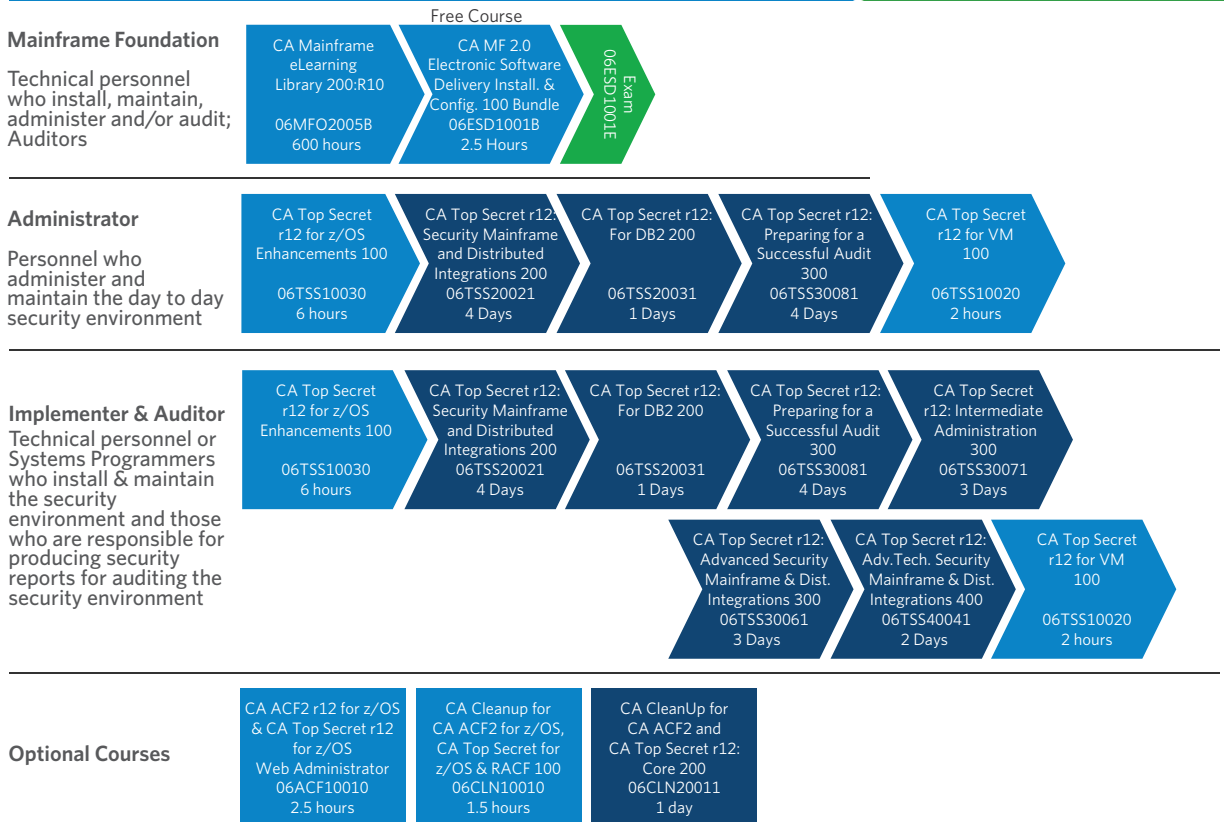 Free Course
Mainframe Foundation
Technical personnel
who install, maintain,
administer and/or audit;
Auditors
CA Mainframe
eLearning
Library 200:R10
06MFO2005B
600 hours
CA MF 2.0
Electronic Software
Delivery Install. &
Config. 100 Bundle
06ESD1001B
2.5 Hours
Exam
06ESD1001E
Administrator
Personnel who
administer and
maintain the day to day
security environment
CA Top Secret
r12 for z/OS
Enhancements 100
06TSS10030
6 hours
CA Top Secret r12:
Security Mainframe
and Distributed
Integrations 200
06TSS20021
4 Days
CA Top Secret r12:
For DB2 200
06TSS20031
1 Days
CA Top Secret r12:
Preparing for a
Successful Audit
300
06TSS30081
4 Days
CA Top Secret
r12 for VM
100
06TSS10020
2 hours
Implementer & Auditor
Technical personnel or
Systems Programmers
who install & maintain
the security
environment and those
who are responsible for
producing security
reports for auditing the
security environment
CA Top Secret
r12 for z/OS
Enhancements 100
06TSS10030
6 hours
CA Top Secret r12:
Security Mainframe
and Distributed
Integrations 200
06TSS20021
4 Days
CA Top Secret r12:
For DB2 200
06TSS20031
1 Days
CA Top Secret r12:
Preparing for a
Successful Audit
300
06TSS30081
4 Days
CA Top Secret
r12: Intermediate
Administration
300
06TSS30071
3 Days
CA Top Secret r12:
Advanced Security
Mainframe & Dist.
Integrations 300
06TSS30061
3 Days
CA Top Secret r12:
Adv.Tech. Security
Mainframe & Dist.
Integrations 400
06TSS40041
2 Days
CA Top Secret
r12 for VM
100
06TSS10020
2 hours
Optional Courses
CA ACF2 r12 for z/OS
& CA Top Secret r12
for z/OS
Web Administrator
06ACF10010
2.5 hours
CA Cleanup for
CA ACF2 for z/OS,
CA Top Secret for
z/OS & RACF 100
06CLN10010
1.5 hours
CA CleanUp for
CA ACF2 and
CA Top Secret r12:
Core 200
06CLN20011
1 day